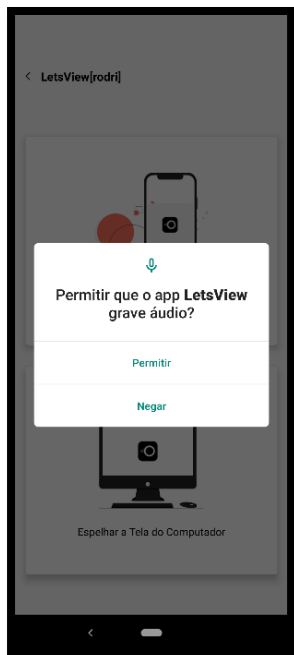 LetsView[rodri]
Permitir que o app LetsView
grave áudio?
Permitir
Negar
Espelhar a Tela do Computador